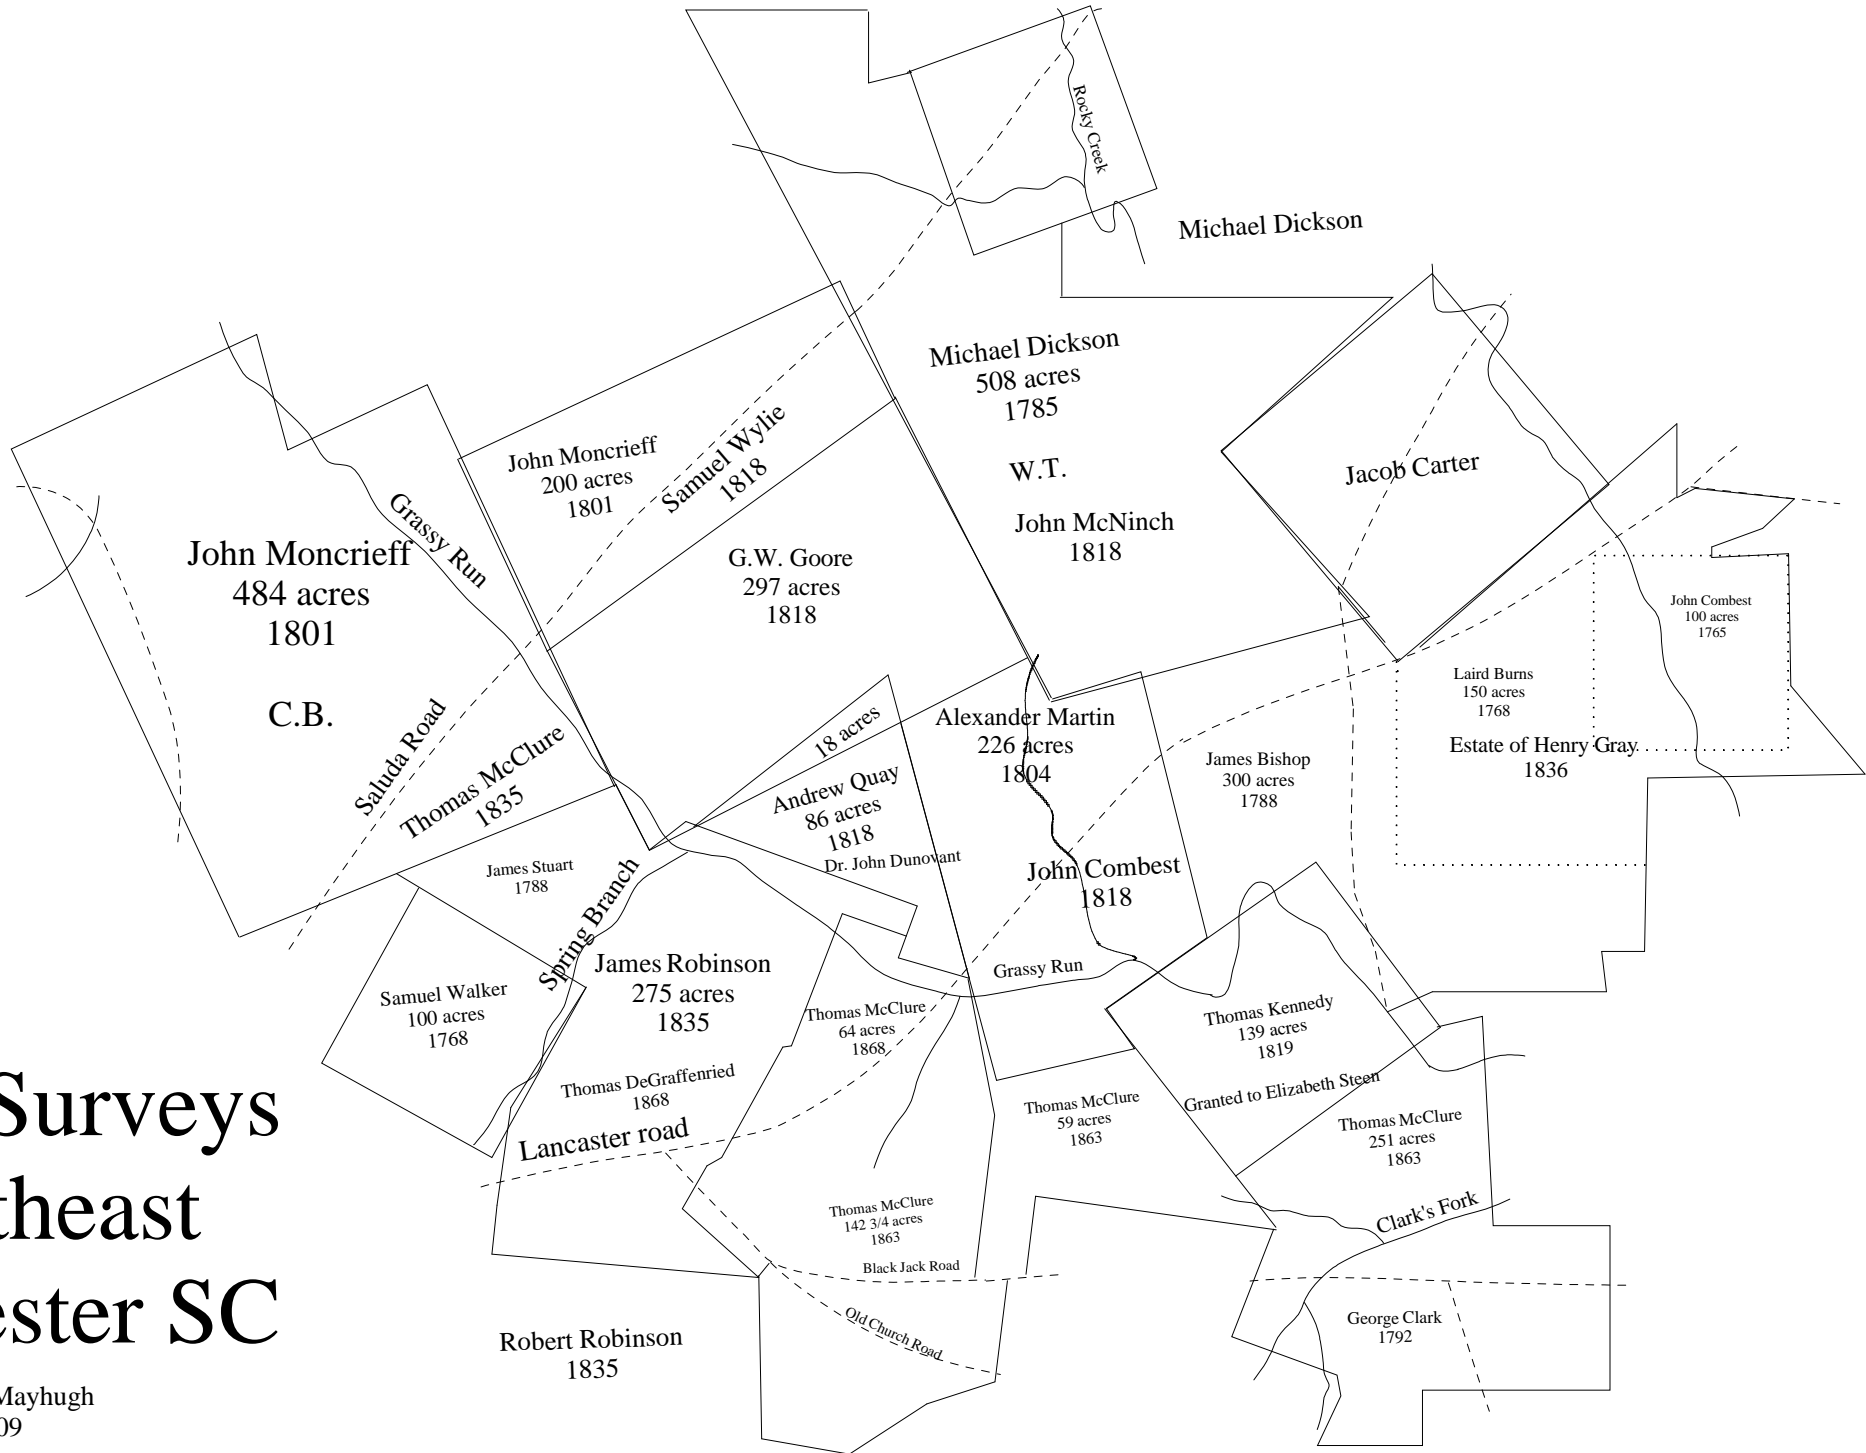 Rocky Creek
Michael Dickson
Michael Dickson
508 acres
1785
W.T.
John McNinch
1818
Jacob Carter
John Moncrieff
200 acres
1801
Samuel Wylie
1818
G.W. Goore
297 acres
1818
Grassy Run
John Moncrieff
484 acres
1801
C.B.
Saluda Road
Thomas McClure
1835
John Combest
100 acres
1765
Laird Burns
150 acres
1768
Estate of Henry Gray
1836
18 acres
Alexander Martin
226 acres
1804
James Bishop
300 acres
1788
Andrew Quay
86 acres
1818
Dr. John Dunovant
John Combest
1818
James Stuart
1788
Spring Branch
James Robinson
275 acres
1835
Grassy Run
Samuel Walker
100 acres
1768
Thomas McClure
64 acres
1868
Thomas Kennedy
139 acres
1819
Granted to Elizabeth Steen
Thomas DeGraffenried
1868
Lancaster road
Thomas McClure
59 acres
1863
Thomas McClure
251 acres
1863
Thomas McClure
142 3/4 acres
1863
Clark's Fork
Black Jack Road
Old Church Road
George Clark
1792
Robert Robinson
1835
Surveys
theast
ester SC
Mayhugh
09